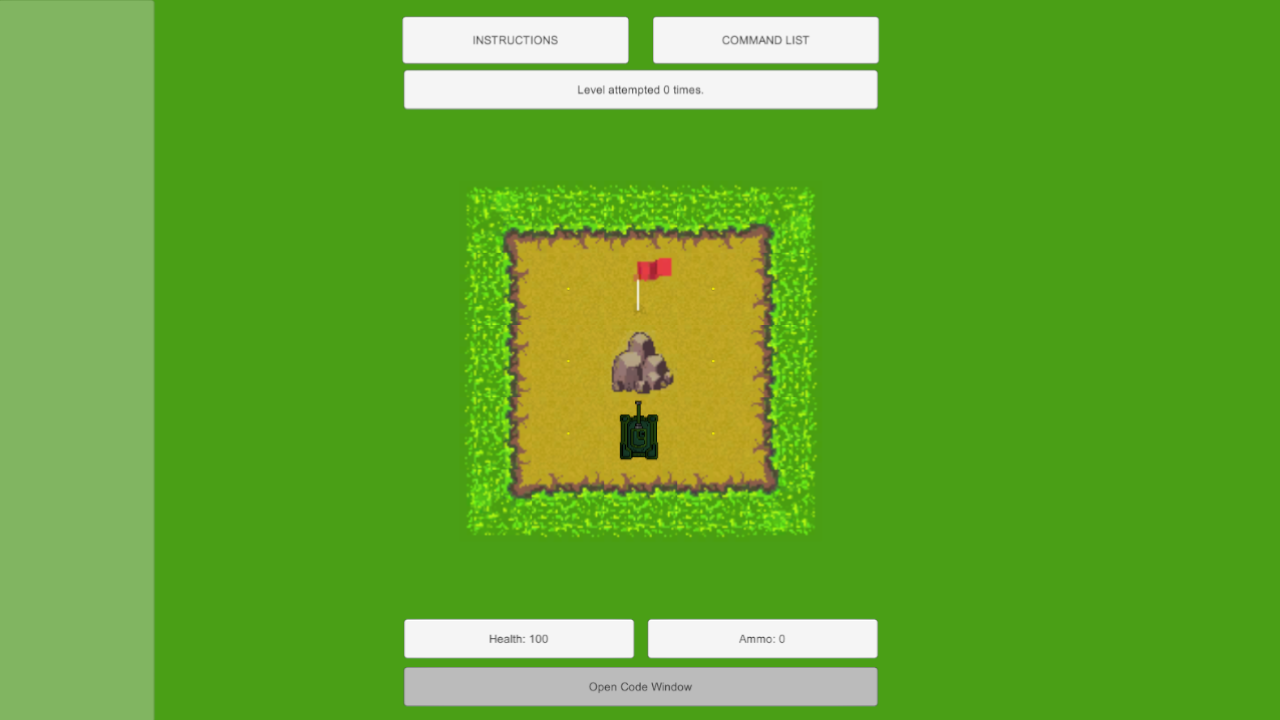 INSTRUCTIONS
COMMAND LIST
Level attempted 0 times.
Health: 100
Ammo: 0
Open Code Window